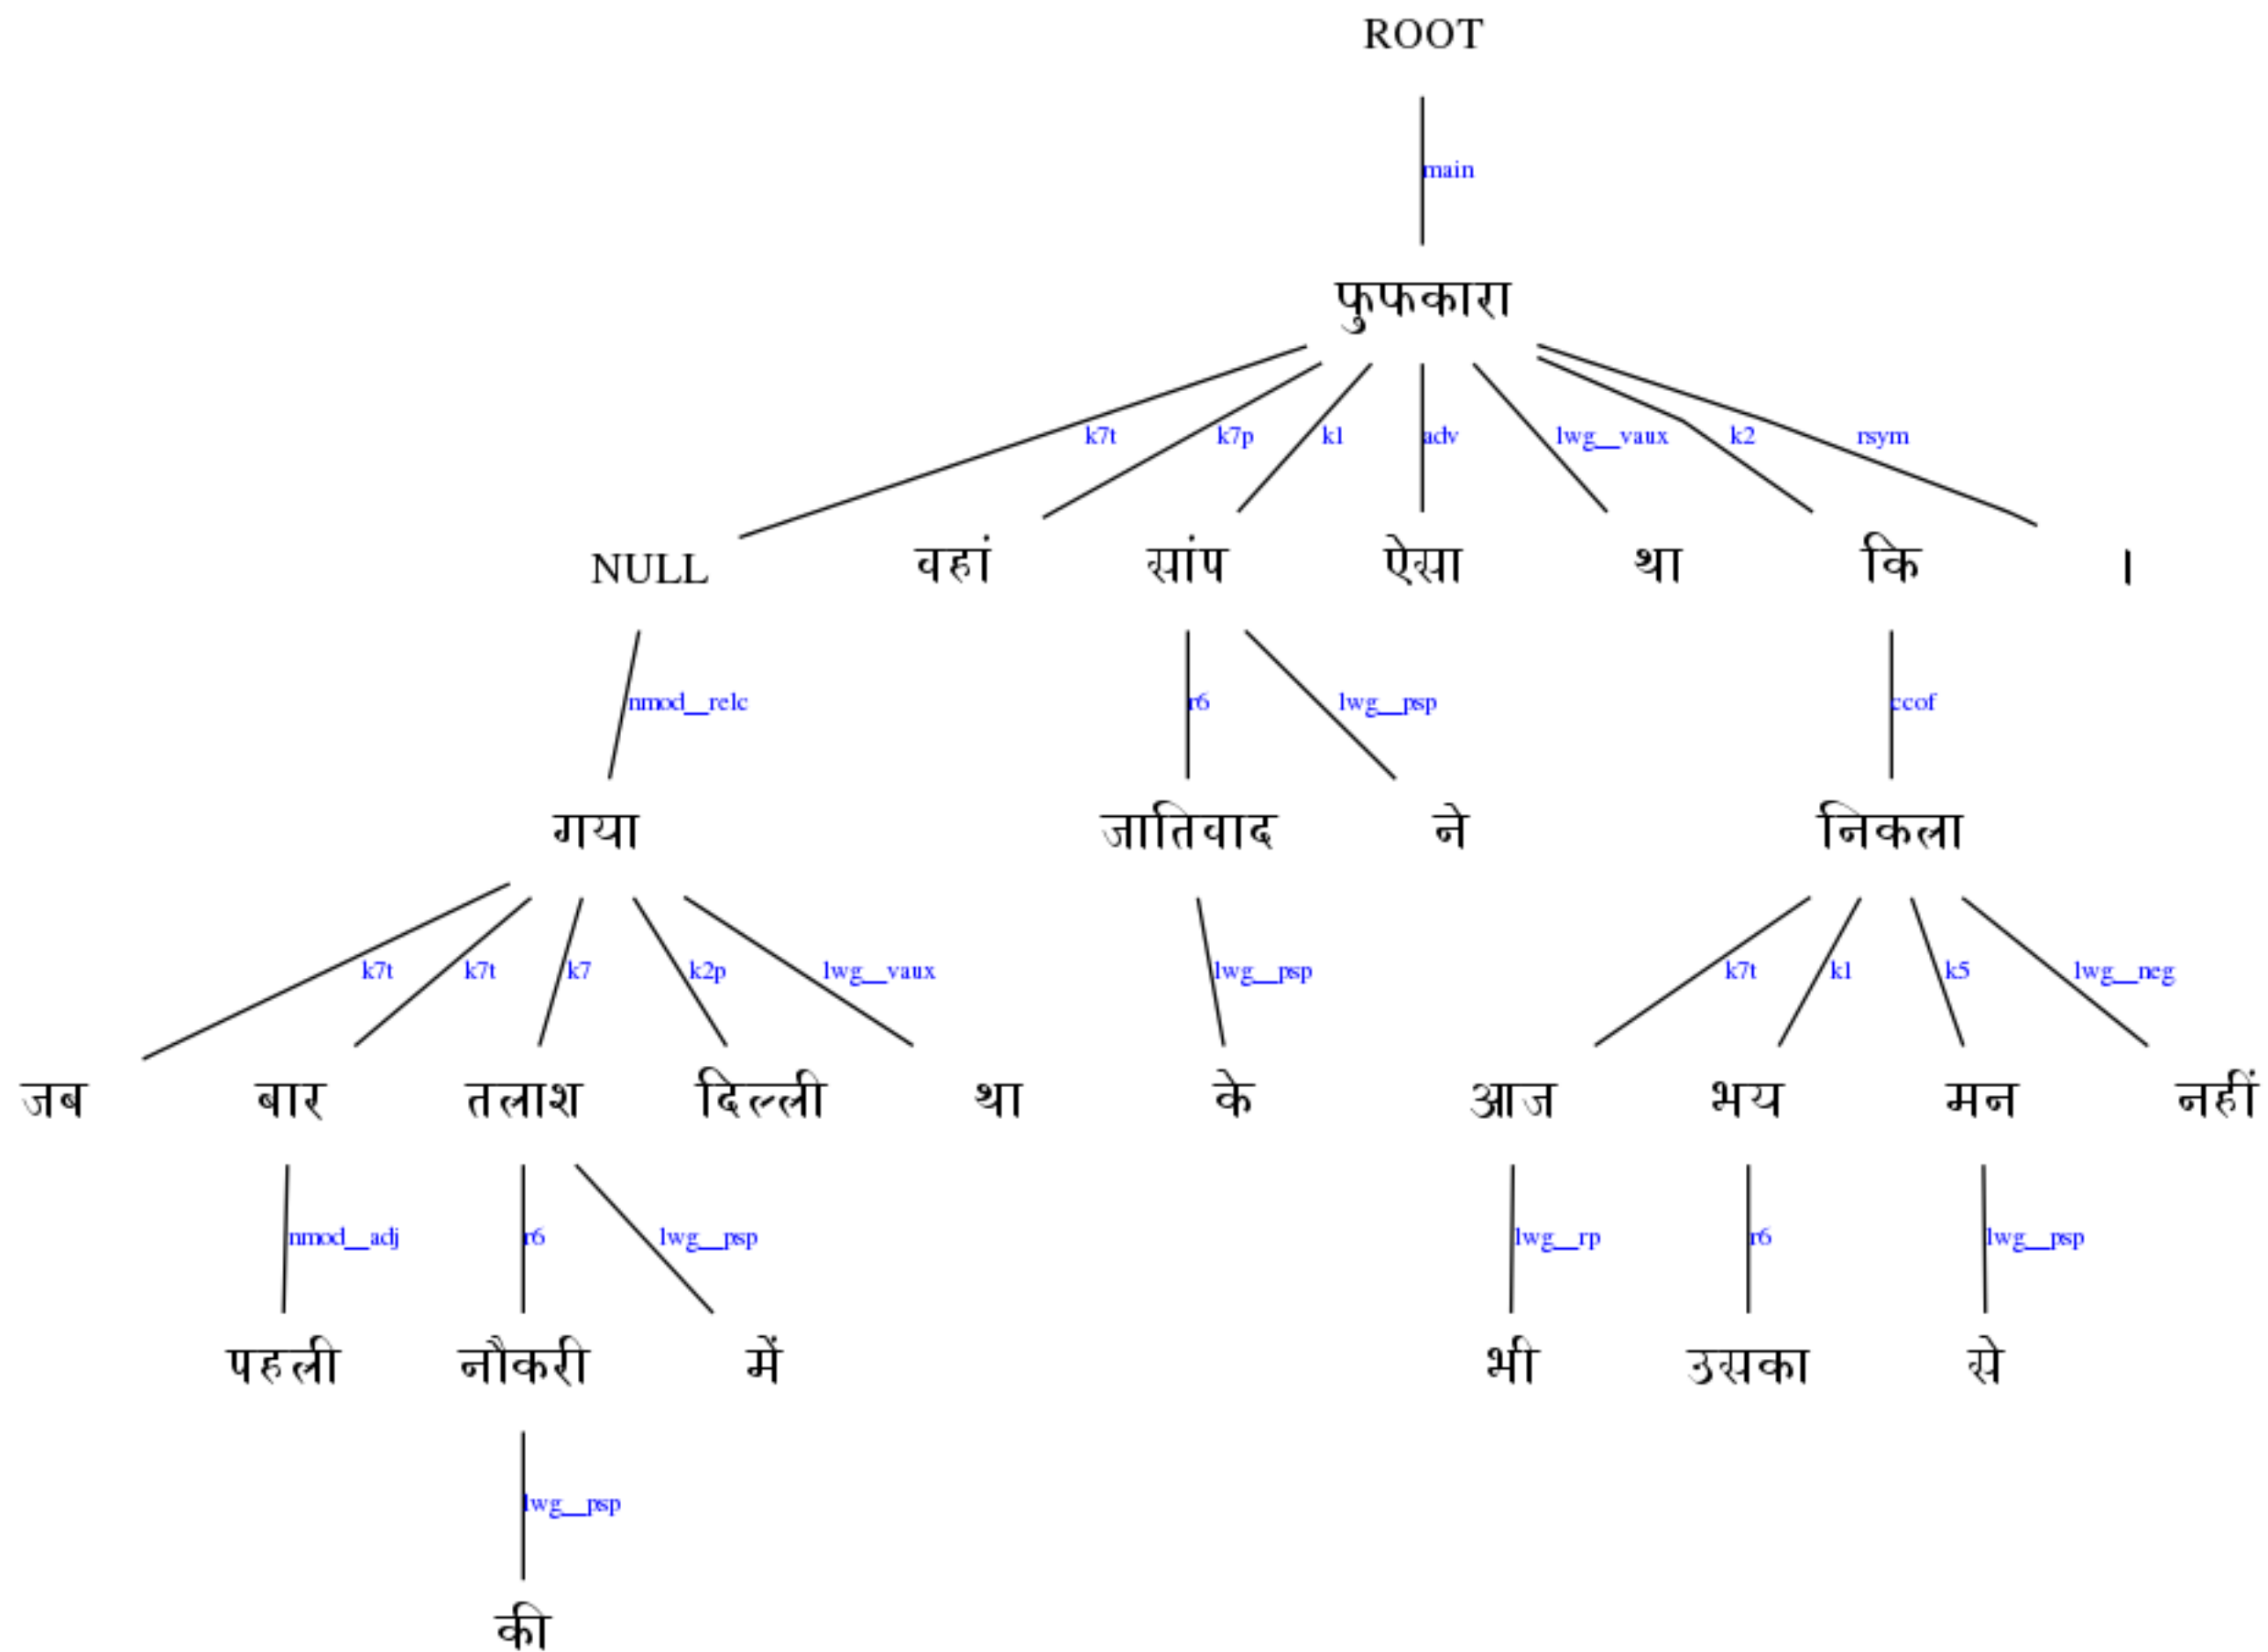 ROOT
main
फुफकारा
k7t k7p k1 adv lwg__vaux k2 rsym
NULL वहां सांप ऐसा था कि ।
nmod__relc r6 lwg__psp ccof
गया जातिवाद ने निकला
k7t k7t k7 k2p lwg__vaux lwg__psp k7t k1 k5 lwg__neg
जब बार तलाश दिल्ली था के आज भय मन नहीं
nmod__adj r6 lwg__psp lwg__rp r6 lwg__psp
पहली नौकरी में भी उसका से
lwg__psp
की